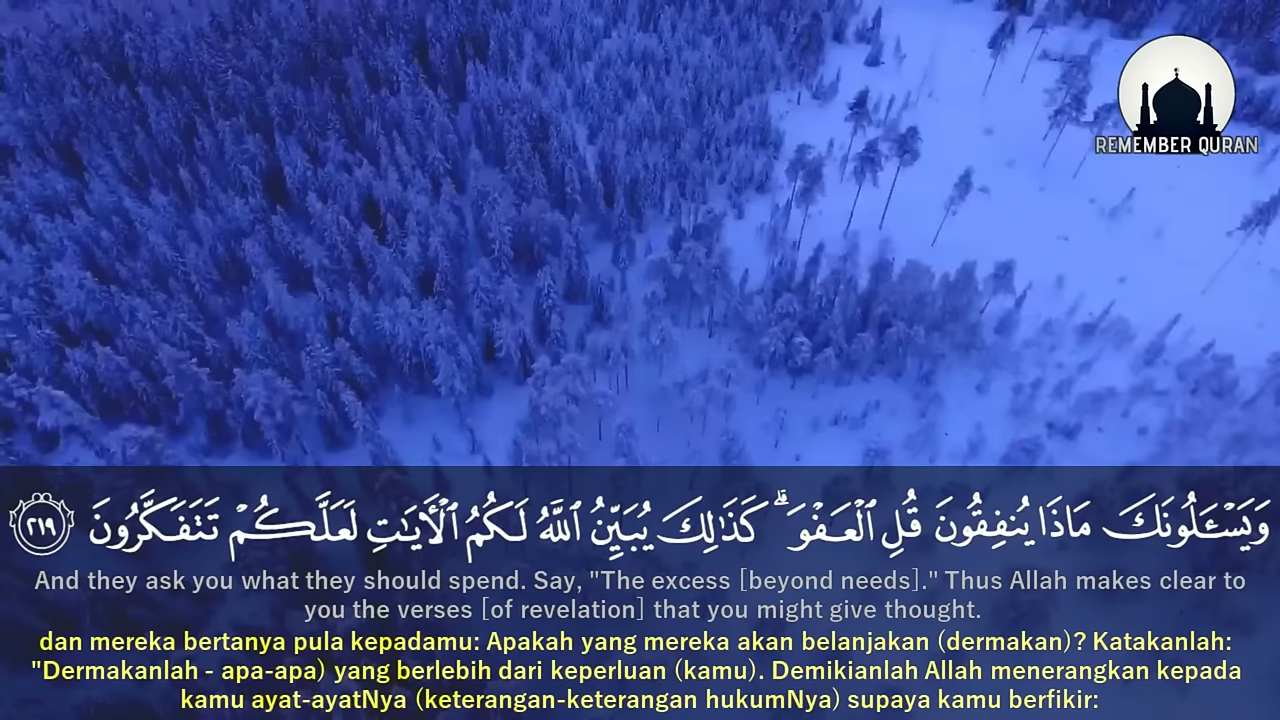 REMEMBER QURAN
وَيَسْـَٔلُونَكَ مَاذَا يُنفِقُونَ قُلِ ٱلْعَفْوَ ۗ كَذَٰلِكَ يُبَيِّنُ ٱللَّهُ لَكُمُ ٱلْـَٔايَـٰتِ لَعَلَّكُمْ تَتَفَكَّرُونَ ٢١٩
And they ask you what they should spend. Say, "The excess [beyond needs]." Thus Allah makes clear to
you the verses [of revelation] that you might give thought.
dan mereka bertanya pula kepadamu: Apakah yang mereka akan belanjakan (dermakan)? Katakanlah:
"Dermakanlah - apa-apa) yang berlebih dari keperluan (kamu). Demikianlah Allah menerangkan kepada
kamu ayat-ayatNya (keterangan-keterangan hukumNya) supaya kamu berfikir: